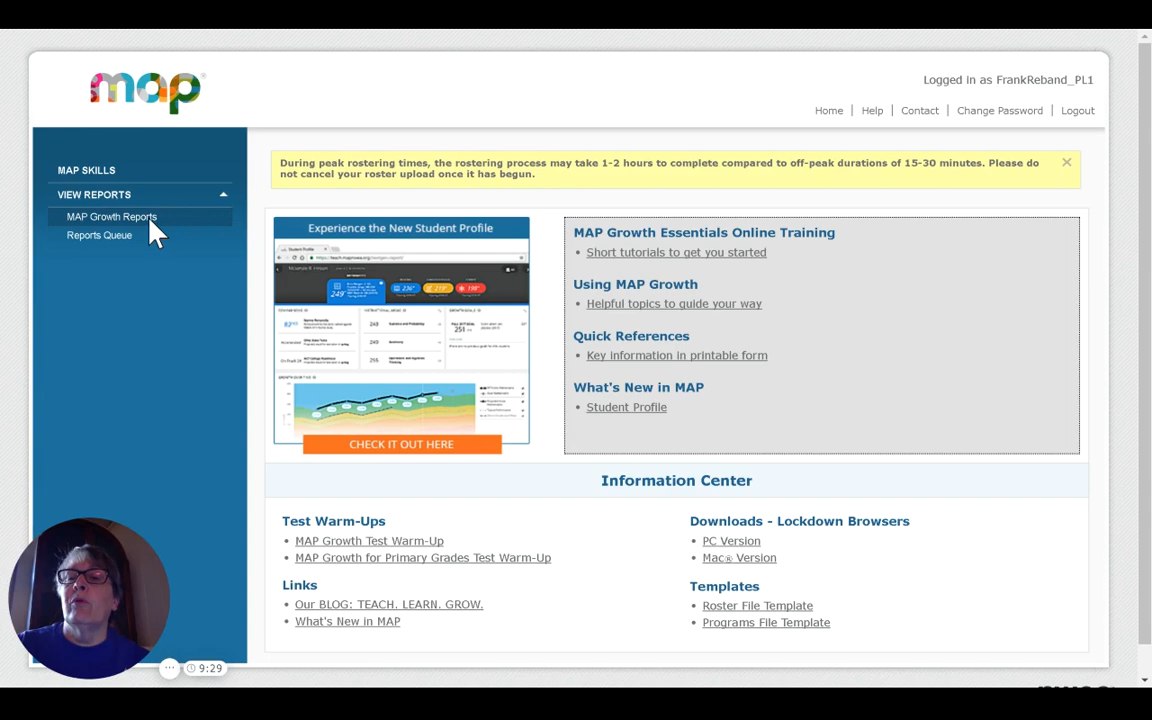 map
Logged in as FrankReband_PL1
Home | Help | Contact | Change Password | Logout
MAP SKILLS
VIEW REPORTS
MAP Growth Reports
Reports Queue
During peak rostering times, the rostering process may take 1-2 hours to complete compared to off-peak durations of 15-30 minutes. Please do
not cancel your roster upload once it has begun.
Experience the New Student Profile
Student Profile
CHECK IT OUT HERE
MAP Growth Essentials Online Training
• Short tutorials to get you started
Using MAP Growth
• Helpful topics to guide your way
Quick References
• Key information in printable form
What's New in MAP
• Student Profile
Information Center
Test Warm-Ups
• MAP Growth Test Warm-Up
• MAP Growth for Primary Grades Test Warm-Up
Links
• Our BLOG: TEACH. LEARN. GROW.
• What's New in MAP
Downloads - Lockdown Browsers
• PC Version
• Mac® Version
Templates
• Roster File Template
• Programs File Template
9:29